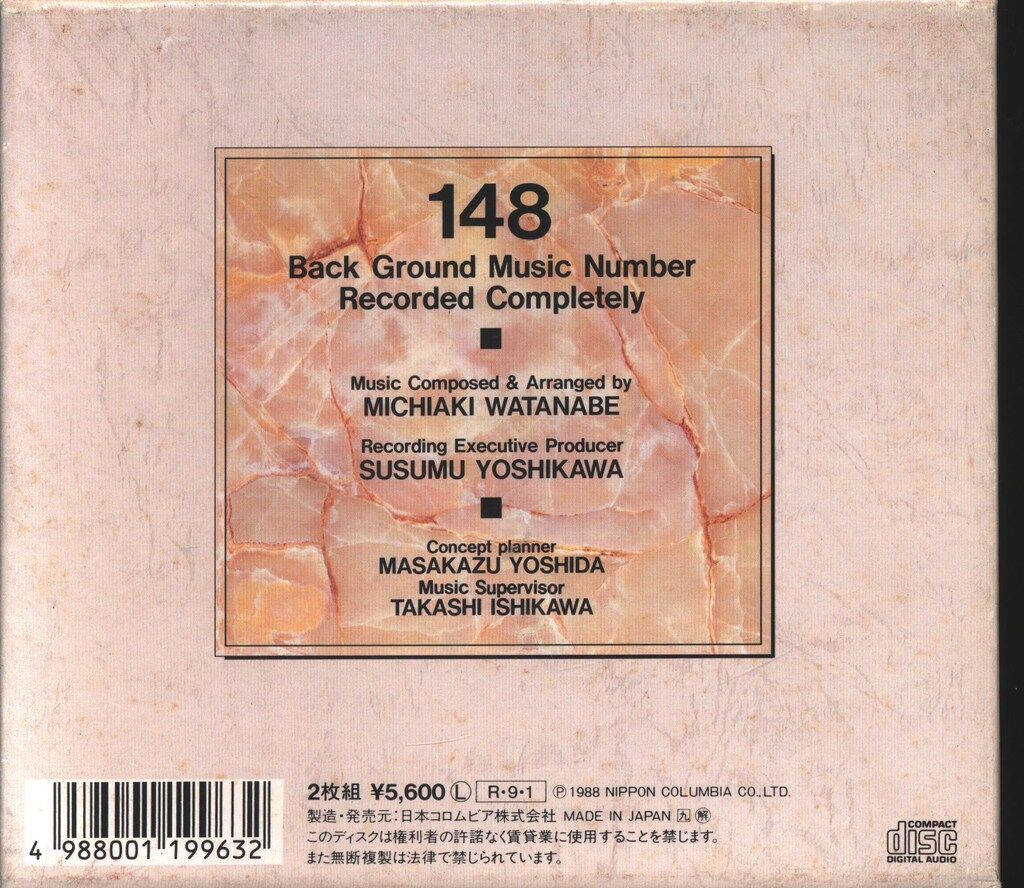 148
Back Ground Music Number
Recorded Completely
Music Composed & Arranged by
MICHIAKI WATANABE
Recording Executive Producer
SUSUMU YOSHIKAWA
Concept planner
MASAKAZU YOSHIDA
Music Supervisor
TAKASHI ISHIKAWA
4 988001 199632
2枚組 ¥5,600 Ⓛ R・9・1 Ⓟ1988 NIPPON COLUMBIA CO.,LTD.
製造・発売元:日本コロムビア株式会社 MADE IN JAPAN 九 解
このディスクは権利者の許諾なく賃貸業に使用することを禁じます。
また無断複製は法律で禁じられています。
COMPACT
disc
DIGITAL AUDIO